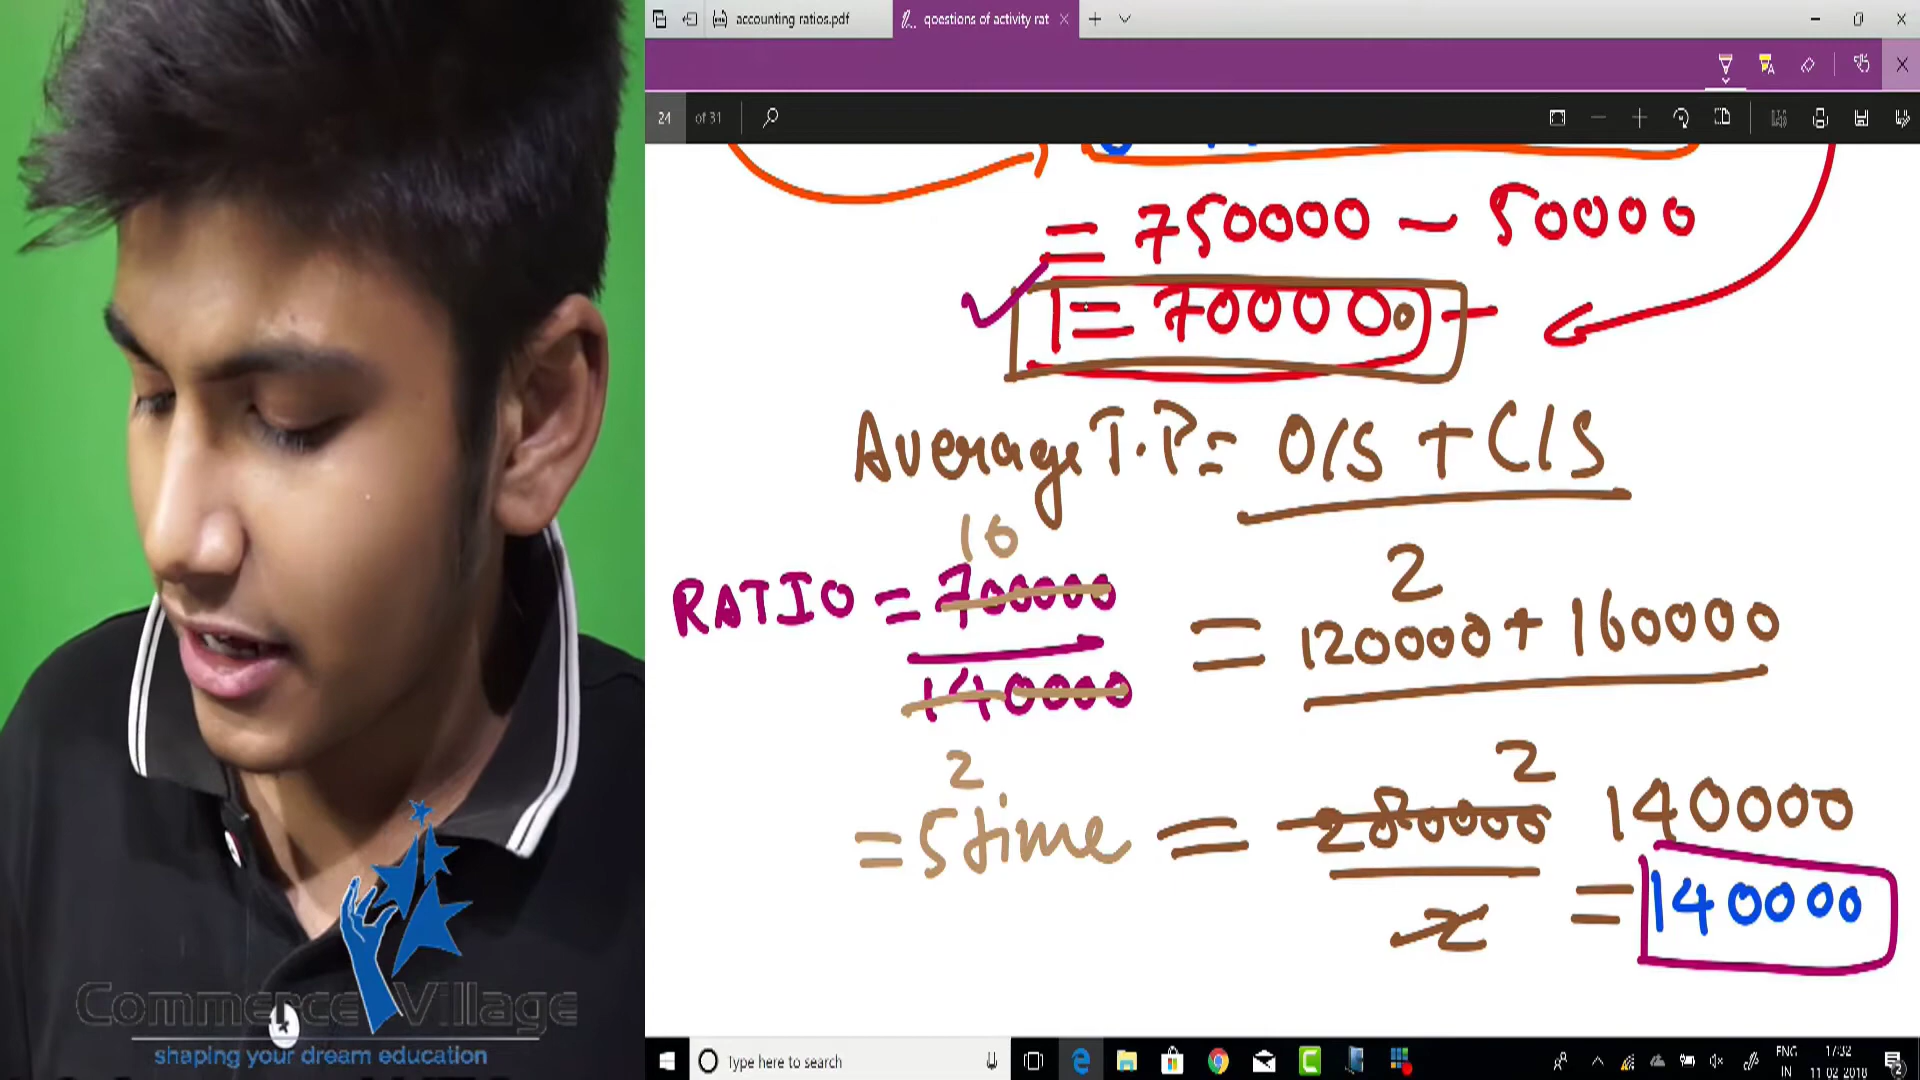 accounting ratios.pdf
questions of activity rat
24 of 31
= 750000 - 50000
= 700000
Average T.P = O/S + C/S
2
RATIO = 700000
140000
10
2
= 5 time
= 120000 + 160000
2
= 280000 140000
2
= 140000
Commerce Village
shaping your dream education
Type here to search
ENG
IN
17:32
11-02-2018
2